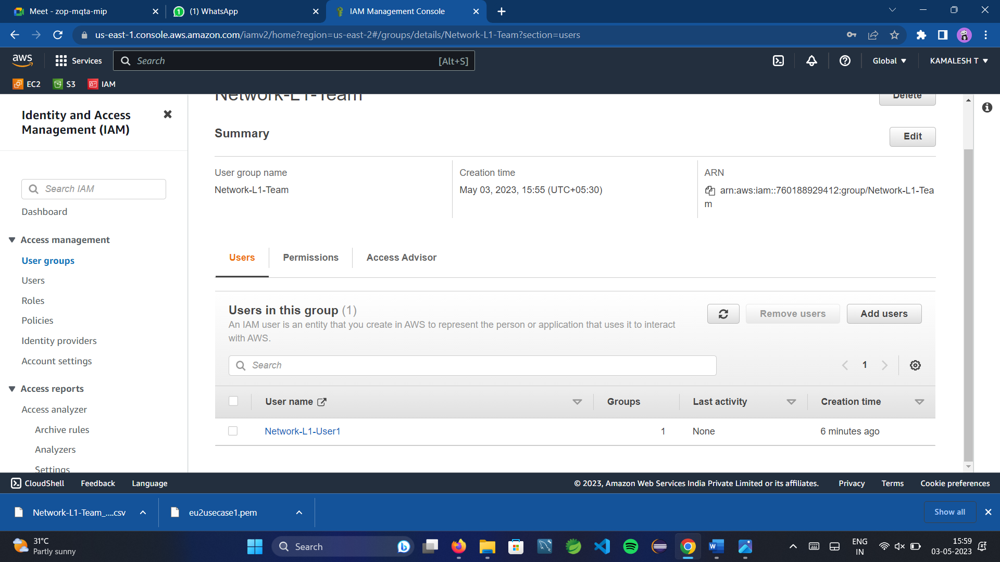 Meet - zop-mqta-mip
(1) WhatsApp
IAM Management Console
us-east-1.console.aws.amazon.com/iamv2/home?region=us-east-2#/groups/details/Network-L1-Team?section=users
aws
Services
Search
[Alt+S]
Global
KAMALESH T
EC2
S3
IAM
Identity and Access
Management (IAM)
Search IAM
Dashboard
Access management
User groups
Users
Roles
Policies
Identity providers
Account settings
Access reports
Access analyzer
Archive rules
Analyzers
Settings
Network-L1-Team
Delete
Summary
Edit
User group name
Network-L1-Team
Creation time
May 03, 2023, 15:55 (UTC+05:30)
ARN
arn:aws:iam::760188929412:group/Network-L1-Tea
m
Users
Permissions
Access Advisor
Users in this group (1)
An IAM user is an entity that you create in AWS to represent the person or application that uses it to interact
with AWS.
Remove users
Add users
Search
1
User name
Groups
Last activity
Creation time
Network-L1-User1
1
None
6 minutes ago
CloudShell
Feedback
Language
© 2023, Amazon Web Services India Private Limited or its affiliates.
Privacy
Terms
Cookie preferences
Network-L1-Team_....csv
eu2usecase1.pem
Show all
31°C
Partly sunny
Search
ENG
IN
15:59
03-05-2023